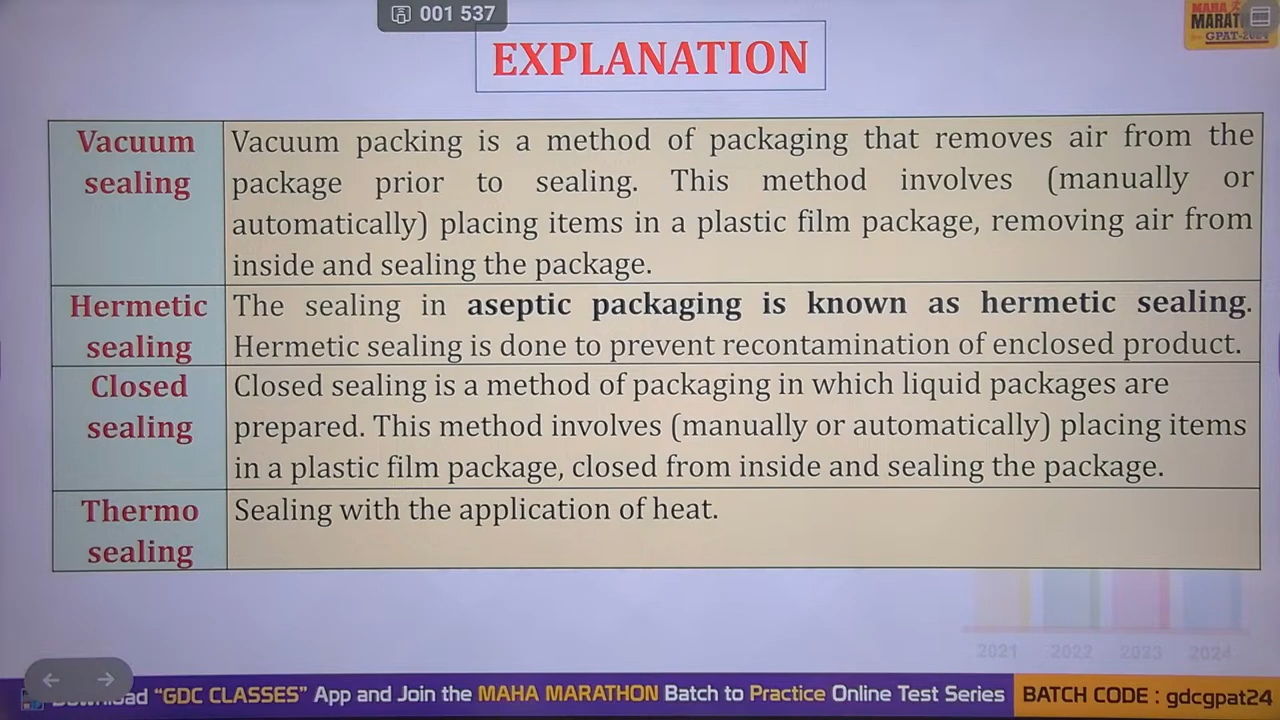 001 537
MAHA
MARAT
GPAT-2024
EXPLANATION
Vacuum sealing
Vacuum packing is a method of packaging that removes air from the
package prior to sealing. This method involves (manually or
automatically) placing items in a plastic film package, removing air from
inside and sealing the package.
Hermetic sealing
The sealing in aseptic packaging is known as hermetic sealing.
Hermetic sealing is done to prevent recontamination of enclosed product.
Closed sealing
Closed sealing is a method of packaging in which liquid packages are
prepared. This method involves (manually or automatically) placing items
in a plastic film package, closed from inside and sealing the package.
Thermo sealing
Sealing with the application of heat.
2021 2022 2023 2024
"GDC CLASSES" App and Join the MAHA MARATHON Batch to Practice Online Test Series
BATCH CODE : gdcgpat24